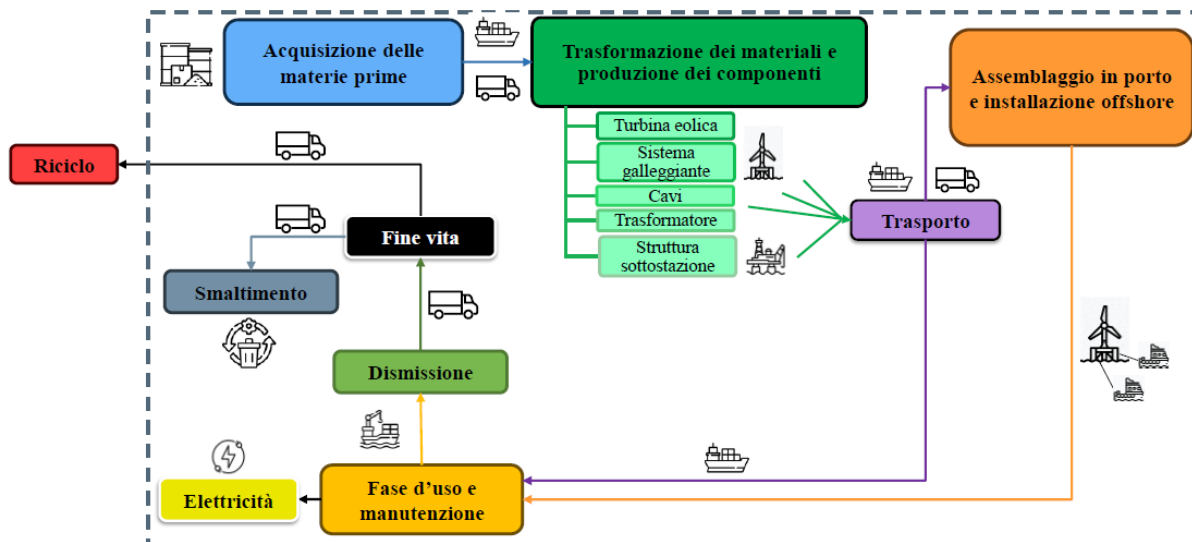 Acquisizione delle
materie prime
Trasformazione dei materiali e
produzione dei componenti
Assemblaggio in porto
e installazione offshore
Turbina eolica
Sistema
galleggiante
Cavi
Trasformatore
Struttura
sottostazione
Trasporto
Riciclo
Fine vita
Smaltimento
Dismissione
Fase d’uso e
manutenzione
Elettricità